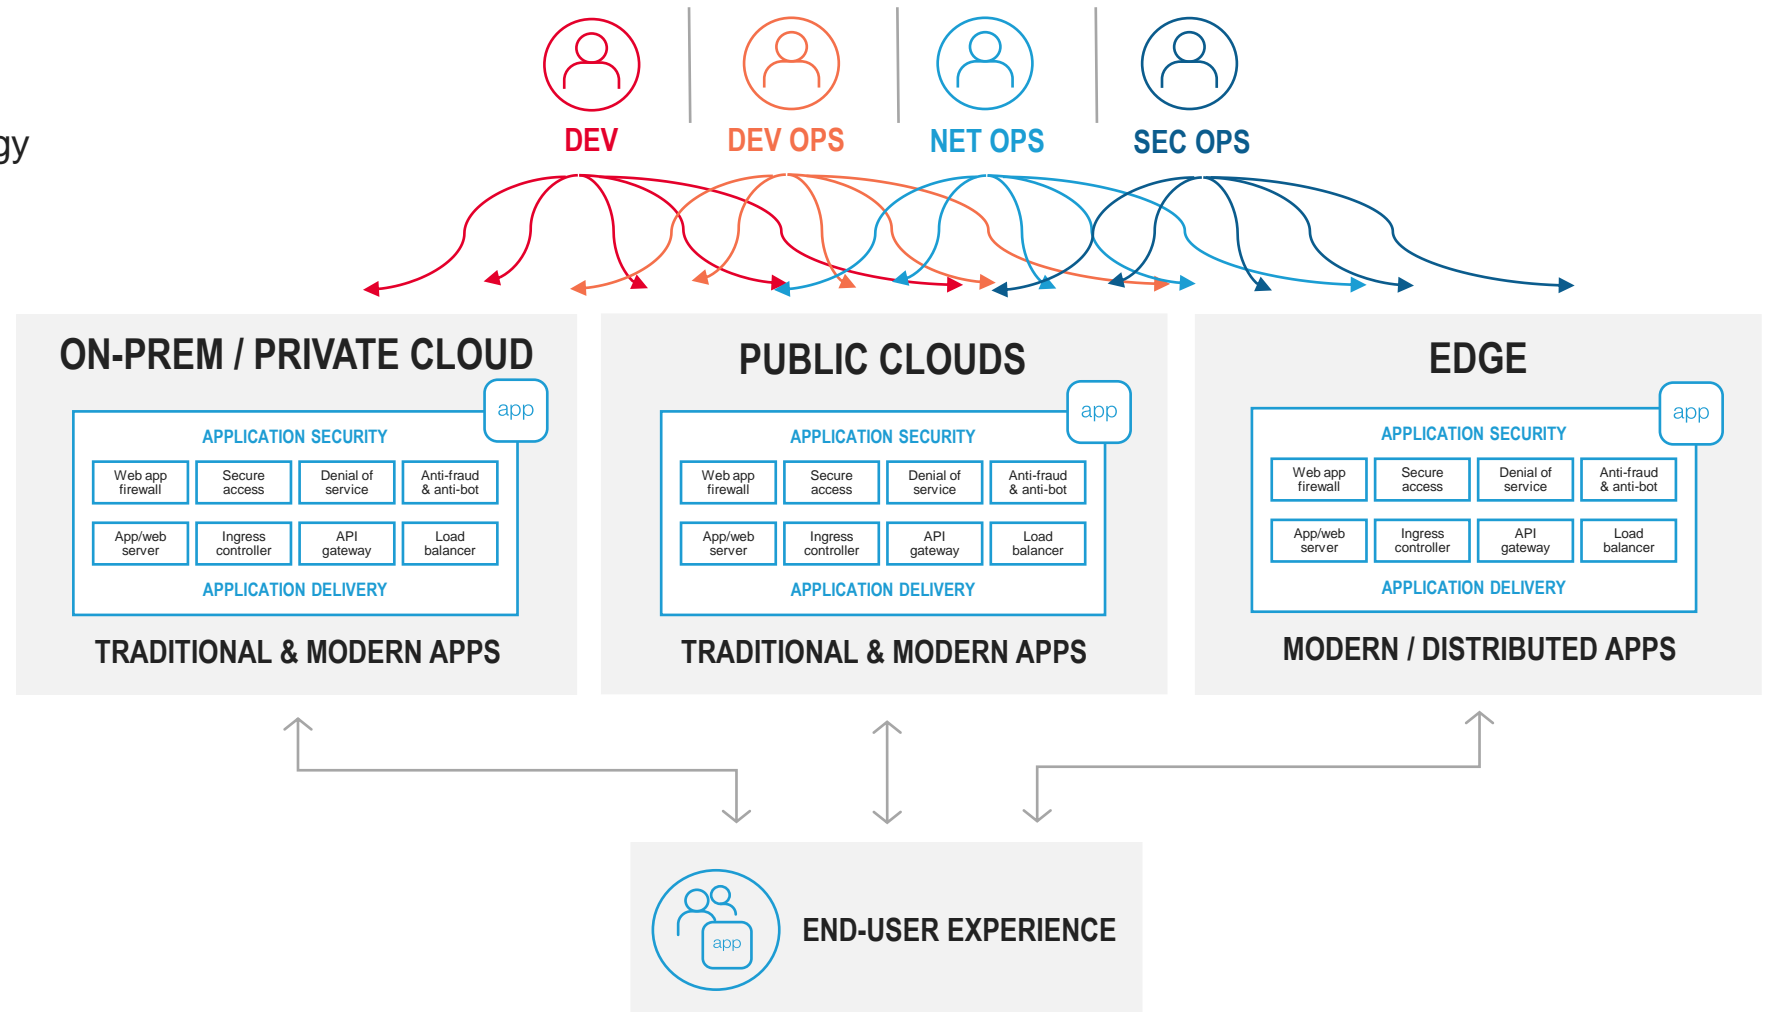 gy
DEV
DEV OPS
NET OPS
SEC OPS
ON-PREM / PRIVATE CLOUD
app
APPLICATION SECURITY
Web app
firewall
Secure
access
Denial of
service
Anti-fraud
& anti-bot
App/web
server
Ingress
controller
API
gateway
Load
balancer
APPLICATION DELIVERY
TRADITIONAL & MODERN APPS
PUBLIC CLOUDS
app
APPLICATION SECURITY
Web app
firewall
Secure
access
Denial of
service
Anti-fraud
& anti-bot
App/web
server
Ingress
controller
API
gateway
Load
balancer
APPLICATION DELIVERY
TRADITIONAL & MODERN APPS
EDGE
app
APPLICATION SECURITY
Web app
firewall
Secure
access
Denial of
service
Anti-fraud
& anti-bot
App/web
server
Ingress
controller
API
gateway
Load
balancer
APPLICATION DELIVERY
MODERN / DISTRIBUTED APPS
app
END-USER EXPERIENCE